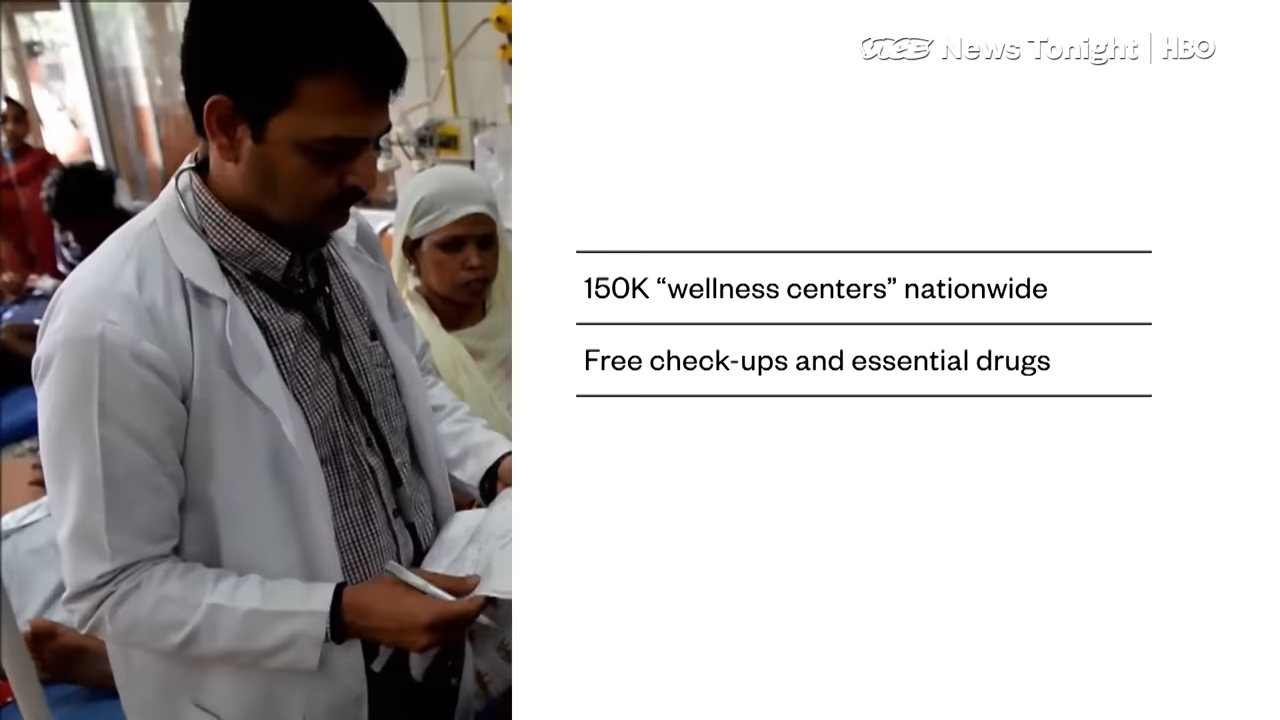 VICE News Tonight | HBO
150K “wellness centers” nationwide
Free check-ups and essential drugs